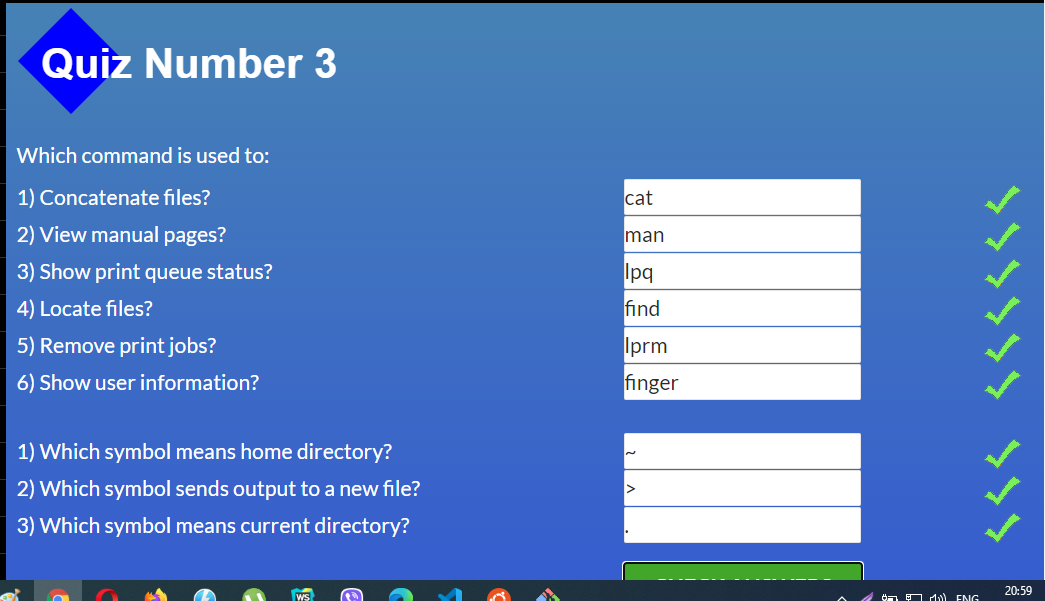 Quiz Number 3
Which command is used to:
1) Concatenate files? cat
2) View manual pages? man
3) Show print queue status? lpq
4) Locate files? find
5) Remove print jobs? lprm
6) Show user information? finger
1) Which symbol means home directory? ~
2) Which symbol sends output to a new file? >
3) Which symbol means current directory? .
WS
ENG
20:59